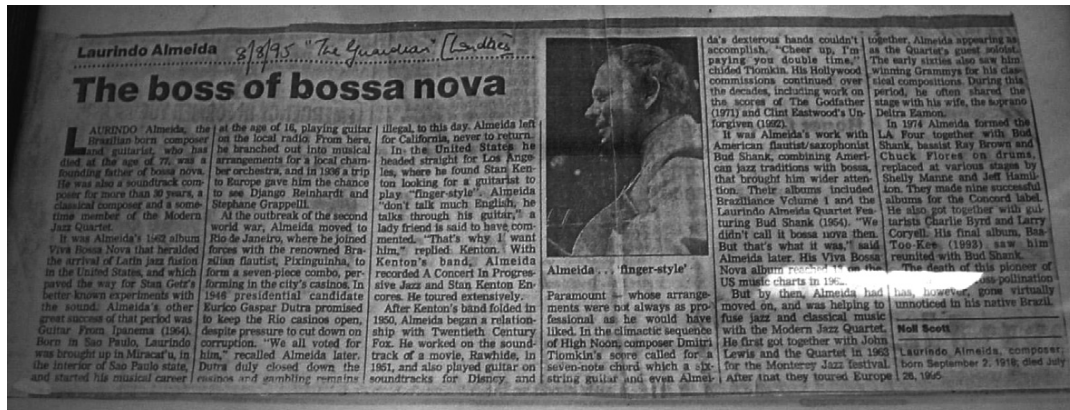 Laurindo Almeida 8/8/95 "The Guardian" (Londres)
The boss of bossa nova
LAURINDO Almeida, the
Brazilian-born composer
and guitarist, who has
died at the age of 77, was a
founding father of bossa nova.
He was also a soundtrack com-
poser for more than 30 years, a
classical composer and a some-
time member of the Modern
Jazz Quartet.
It was Almeida's 1962 album
Viva Bossa Nova that heralded
the arrival of Latin jazz fusion
in the United States, and which
paved the way for Stan Getz's
better known experiments with
the sound. Almeida's other
great success of that period was
Guitar From Ipanema (1964).
Born in Sao Paulo, Laurindo
was brought up in Miracat'u, in
the interior of Sao Paulo state,
and started his musical career
at the age of 16, playing guitar
on the local radio. From here,
he branched out into musical
arrangements for a local cham-
ber orchestra, and in 1936 a trip
to Europe gave him the chance
to see Django Reinhardt and
Stephane Grappelli.
At the outbreak of the second
world war, Almeida moved to
Rio de Janeiro, where he joined
forces with the renowned Bra-
zilian flautist, Pixinguinha, to
form a seven-piece combo, per-
forming in the city's casinos. In
1946 presidential candidate
Eurico Gaspar Dutra promised
to keep the Rio casinos open,
despite pressure to cut down on
corruption. "We all voted for
him," recalled Almeida later.
Dutra duly closed down the
casinos and gambling remains
illegal, to this day. Almeida left
for California, never to return.
In the United States he
headed straight for Los Ange-
les, where he found Stan Ken-
ton looking for a guitarist to
play "finger-style". Almeida
"don't talk much English, he
talks through his guitar," a
lady friend is said to have com-
mented. "That's why I want
him," replied Kenton. With
Kenton's band, Almeida
recorded A Concert In Progres-
sive Jazz and Stan Kenton En-
cores. He toured extensively.
After Kenton's band folded in
1950, Almeida began a relation-
ship with Twentieth Century
Fox. He worked on the sound-
track of a movie, Rawhide, in
1951, and also played guitar on
soundtracks for Disney, and
Almeida . . . 'finger-style'
Paramount — whose arrange-
ments were not always as pro-
fessional as he would have
liked. In the climactic sequence
of High Noon, composer Dmitri
Tiomkin's score called for a
seven-note chord which a six-
string guitar and even Almei-
da's dexterous hands couldn't
accomplish. "Cheer up, I'm
paying you double time,"
chided Tiomkin. His Hollywood
commissions continued over
the decades, including work on
the scores of The Godfather
(1971) and Clint Eastwood's Un-
forgiven (1992).
It was Almeida's work with
American flautist/saxophonist
Bud Shank, combining Ameri-
can jazz traditions with bossa,
that brought him wider atten-
tion. Their albums included
Brazilliance Volume 1 and the
Laurindo Almeida Quartet Fea-
turing Bud Shank (1954). "We
didn't call it bossa nova then.
But that's what it was," said
Almeida later. His Viva Bossa
Nova album reached on the
US music charts in
But by then, Almeida had
moved on, and was helping to
fuse jazz and classical music
with the Modern Jazz Quartet.
He first got together with John
Lewis and the Quartet in 1963
for the Monterey Jazz festival.
After that they toured Europe
together, Almeida appearing as
as the Quartet's guest soloist.
The early sixties also saw him
winning Grammys for his clas-
sical compositions. During this
period, he often shared the
stage with his wife, the soprano
Deltra Eamon.
In 1974 Almeida formed the
LA Four together with Bud
Shank, bassist Ray Brown and
Chuck Flores on drums,
replaced at various stages by
Shelly Manne and Jeff Hamil-
ton. They made nine successful
albums for the Concord label.
He also got together with gui-
tarists Charlie Byrd and Larry
Coryell. His final album, Baa-
Too-Kee (1993) saw him
reunited with Bud Shank.
The death of this pioneer of
oss-pollination
has, however, gone virtually
unnoticed in his native Brazil.
Noll Scott
Laurindo Almeida, composer,
born September 2, 1918; died July
26, 1995